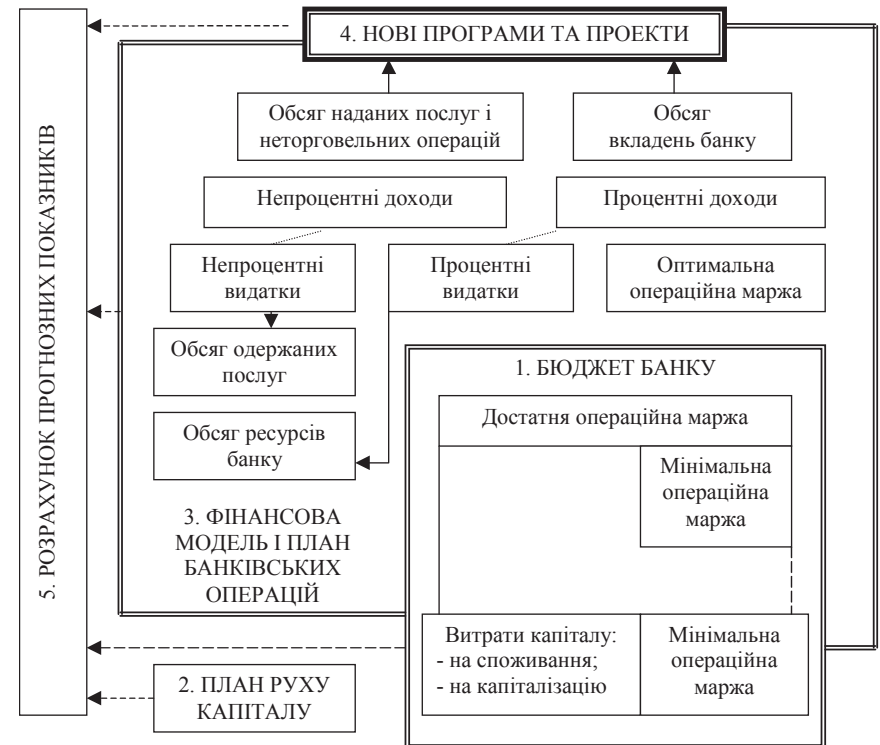 4. НОВІ ПРОГРАМИ ТА ПРОЕКТИ
Обсяг наданих послуг і
неторговельних операцій
Обсяг
вкладень банку
Непроцентні доходи
Процентні доходи
Непроцентні
видатки
Процентні
видатки
Оптимальна
операційна маржа
Обсяг одержаних
послуг
Обсяг ресурсів
банку
1. БЮДЖЕТ БАНКУ
Достатня операційна маржа
Мінімальна
операційна
маржа
3. ФІНАНСОВА
МОДЕЛЬ І ПЛАН
БАНКІВСЬКИХ
ОПЕРАЦІЙ
Витрати капіталу:
- на споживання;
- на капіталізацію
Мінімальна
операційна
маржа
2. ПЛАН РУХУ
КАПІТАЛУ
5. РОЗРАХУНОК ПРОГНОЗНИХ ПОКАЗНИКІВ